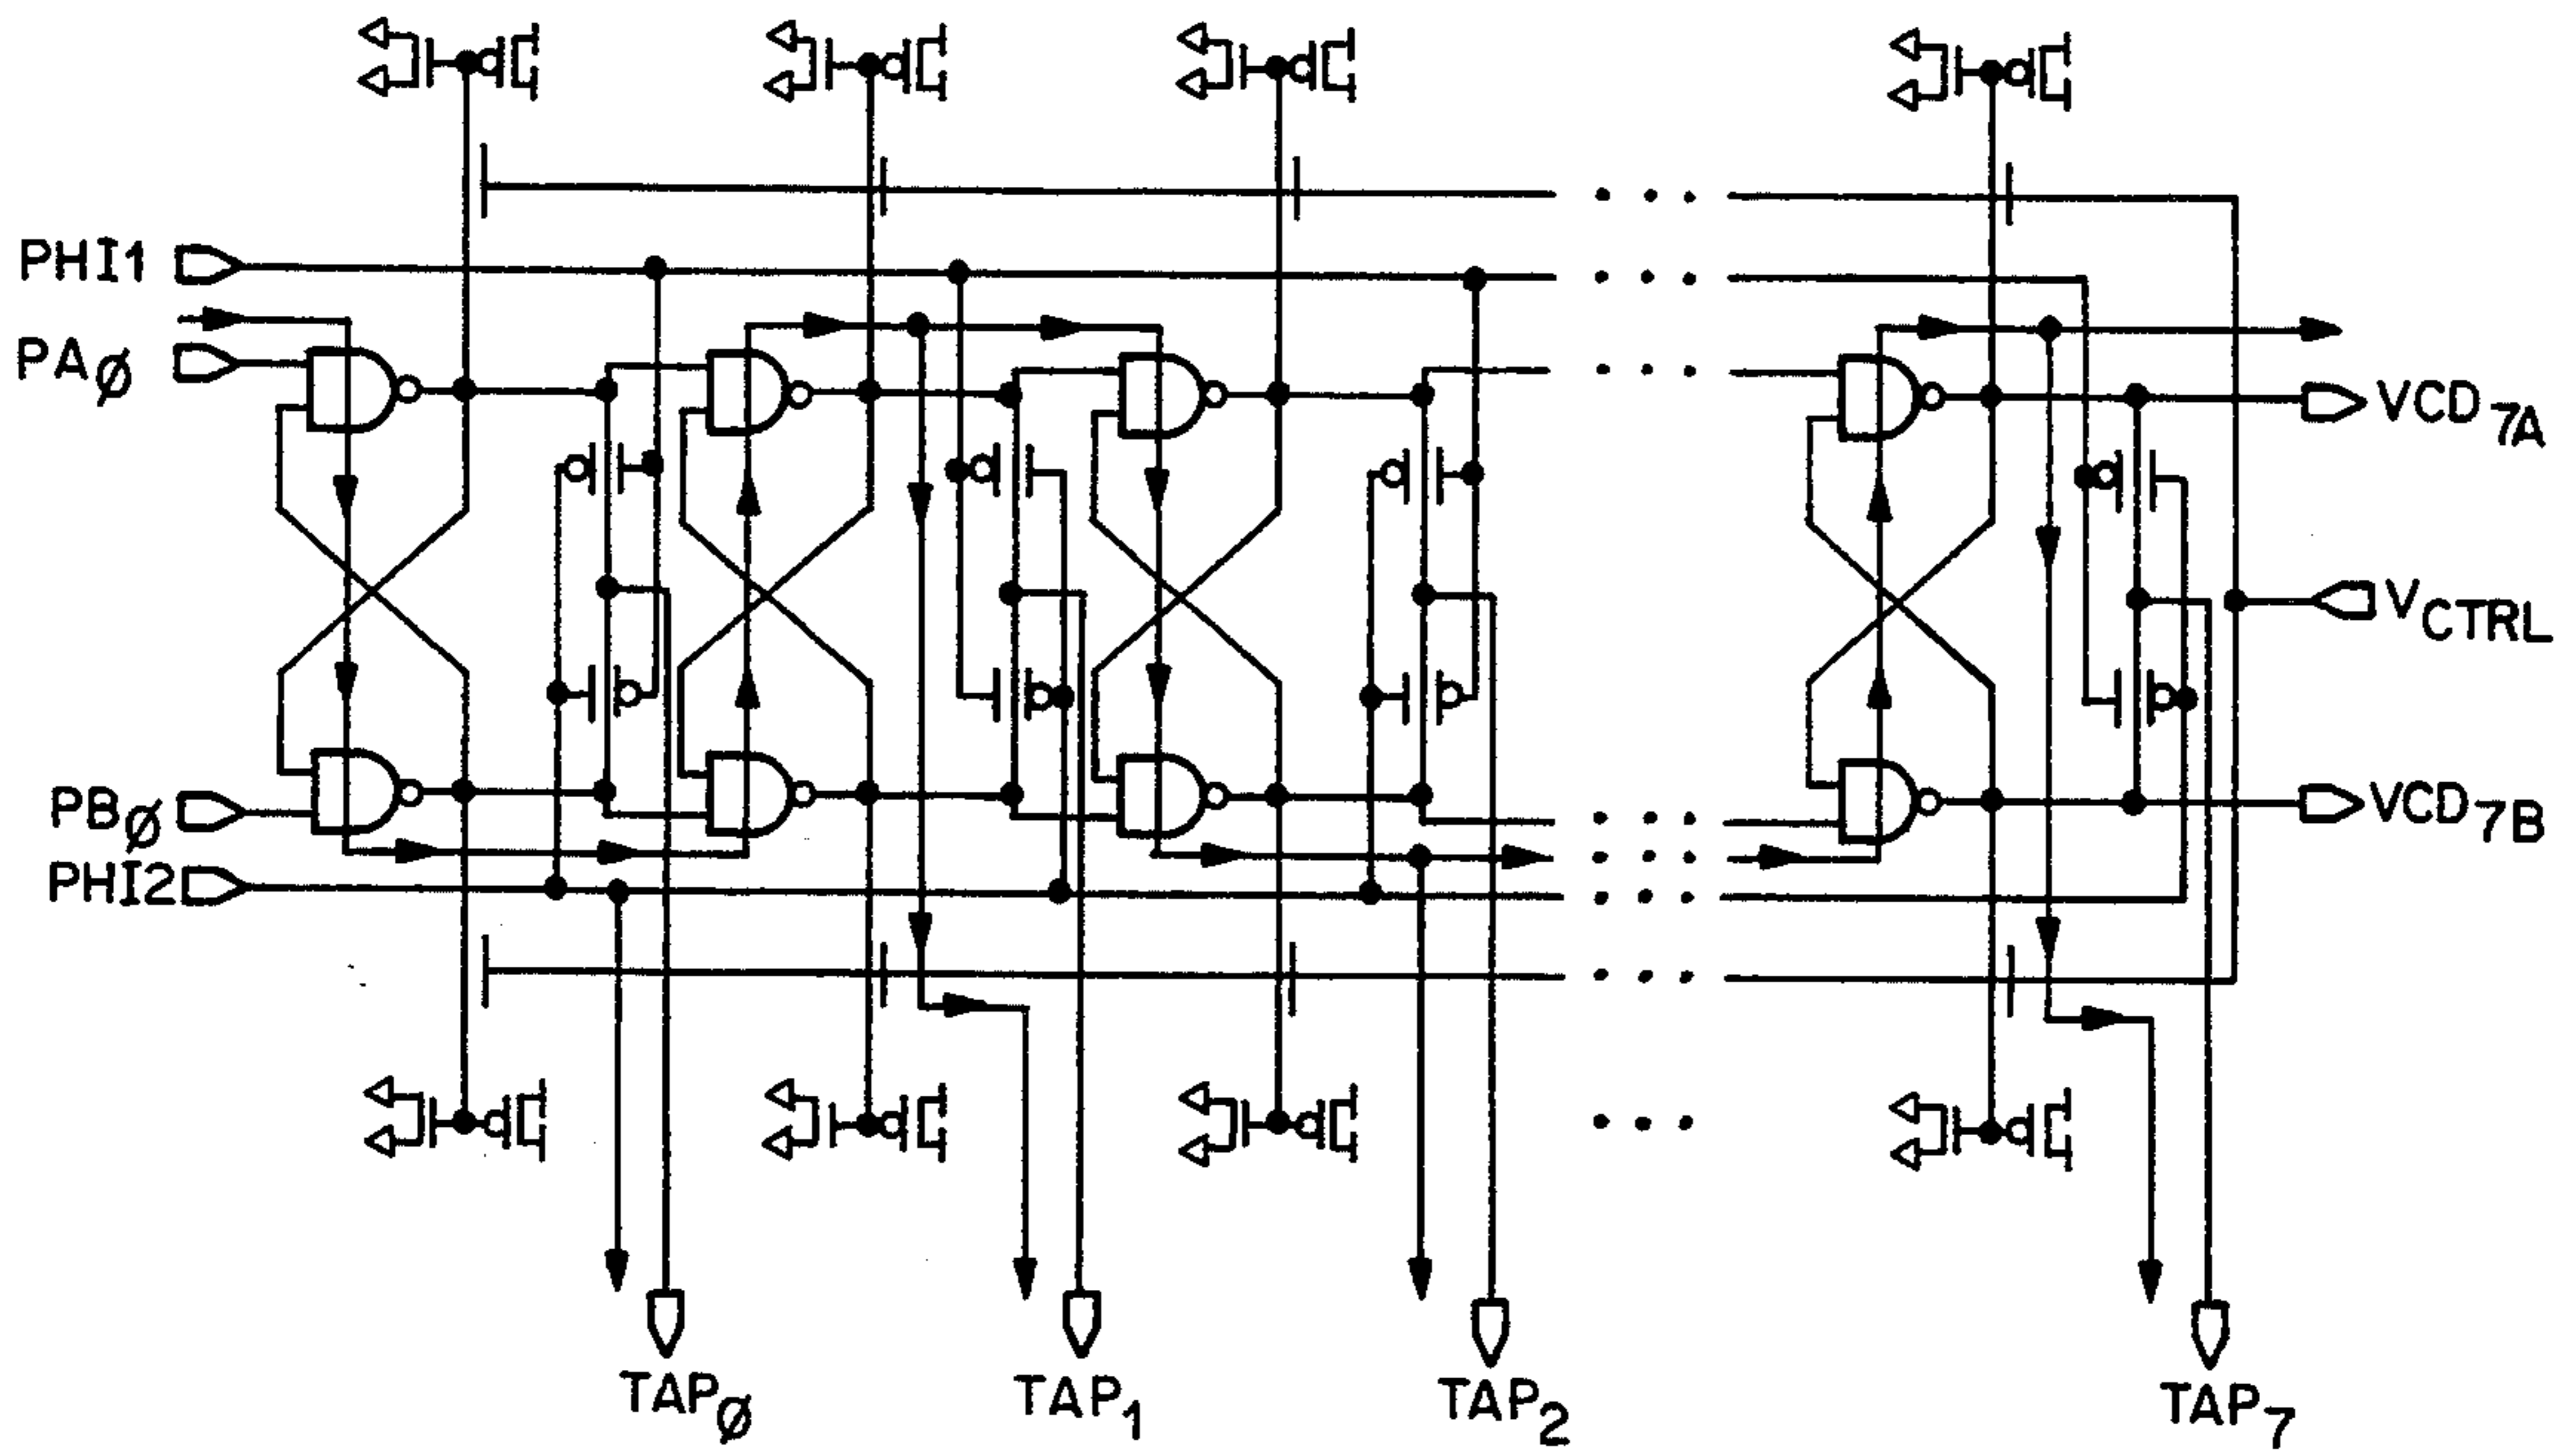 PHI1
PAØ
VCD7A
VCTRL
PBØ
VCD7B
PHI2
TAPØ
TAP1
TAP2
TAP7